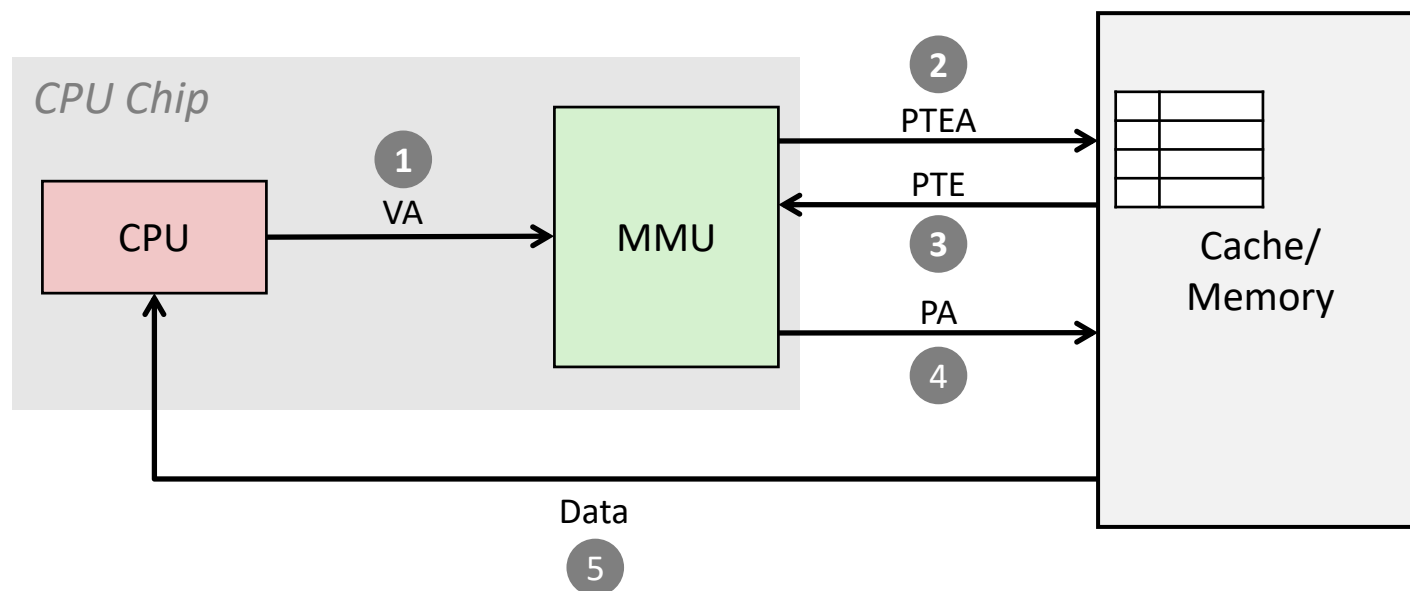 CPU Chip
1
VA
CPU
MMU
2
PTEA
PTE
3
PA
4
Cache/
Memory
Data
5